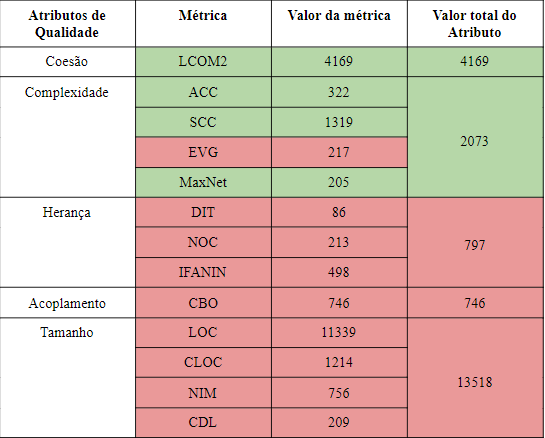 Atributos de Qualidade Métrica Valor da métrica Valor total do Atributo
Coesão LCOM2 4169 4169
Complexidade ACC 322
SCC 1319
2073
EVG 217
MaxNet 205
Herança DIT 86
NOC 213 797
IFANIN 498
Acoplamento CBO 746 746
Tamanho LOC 11339
CLOC 1214
13518
NIM 756
CDL 209